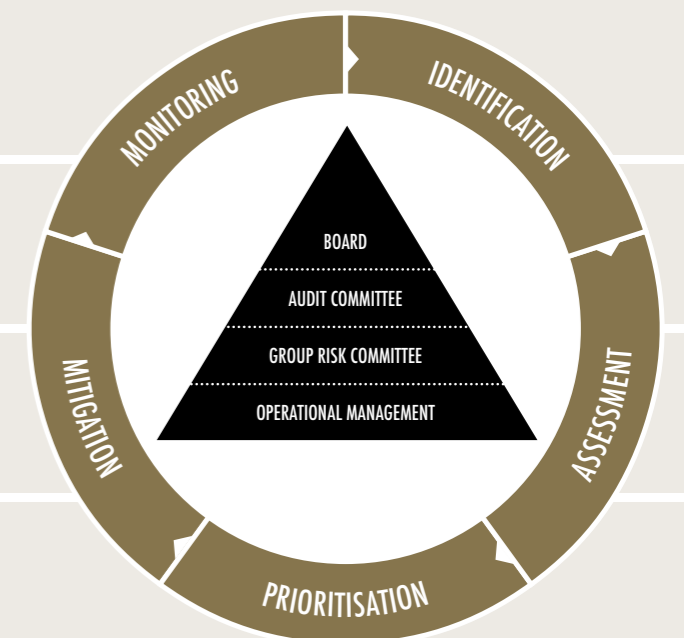 MONITORING
IDENTIFICATION
BOARD
AUDIT COMMITTEE
GROUP RISK COMMITTEE
OPERATIONAL MANAGEMENT
MITIGATION
ASSESSMENT
PRIORITISATION